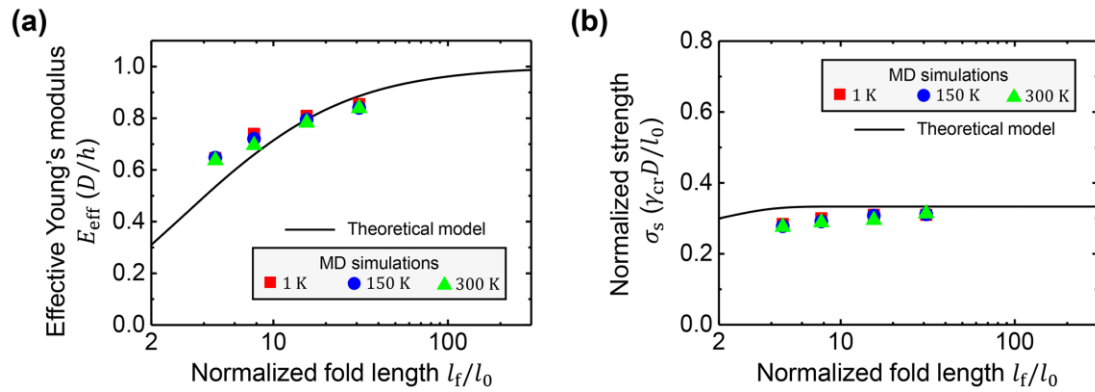 (a)
Effective Young's modulus
E_eff (D/h)
1.0
0.8
0.6
0.4
0.2
0.0
Theoretical model
MD simulations
1 K 150 K 300 K
2 10 100
Normalized fold length l_f/l_0
(b)
Normalized strength
σ_s (γ_cr D/l_0)
0.8
0.6
0.4
0.2
0.0
MD simulations
1 K 150 K 300 K
Theoretical model
2 10 100
Normalized fold length l_f/l_0